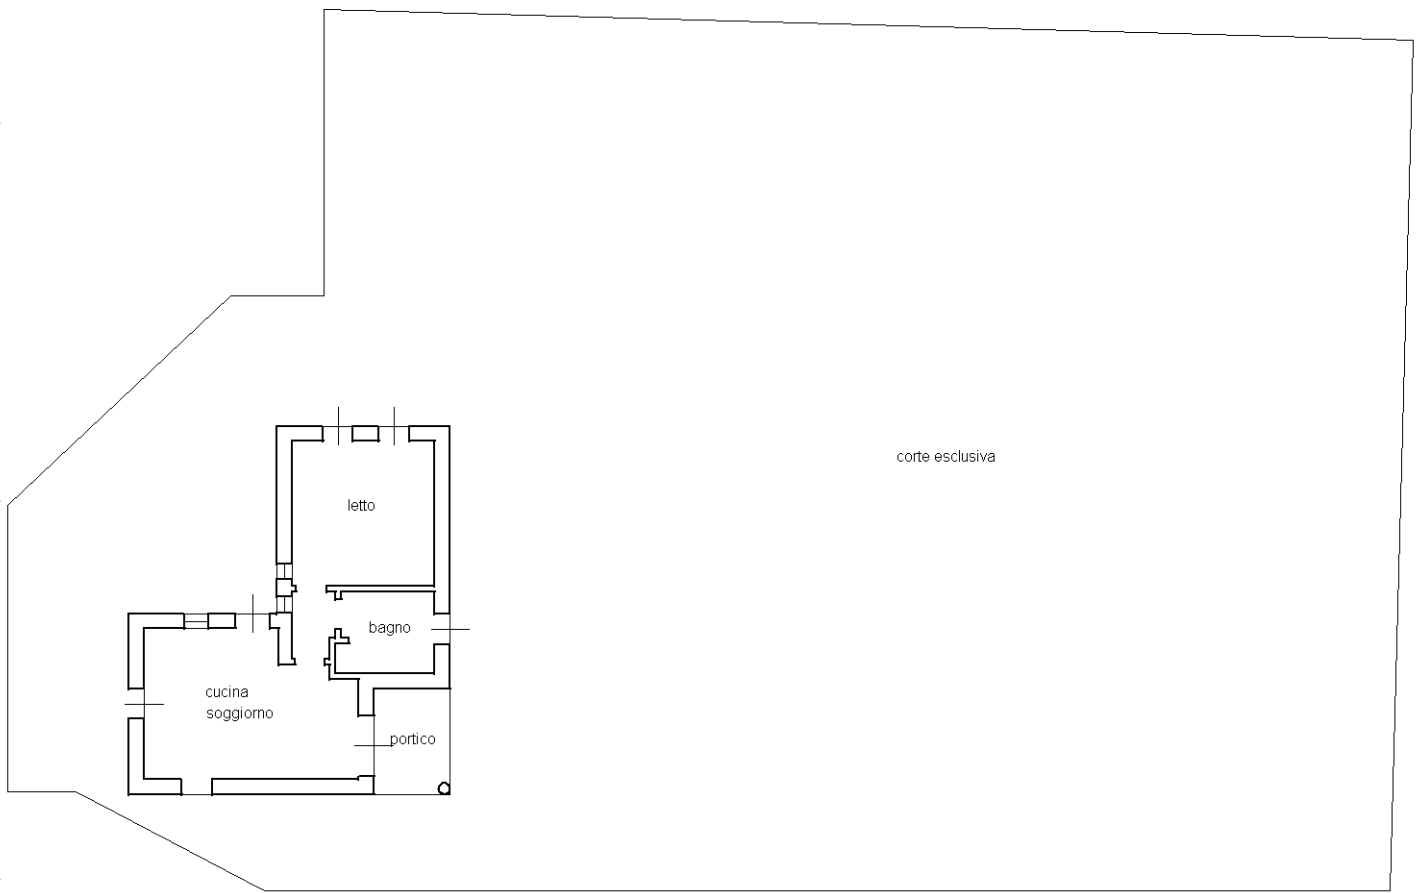 corte esclusiva
letto
bagno
cucina
soggiorno
portico